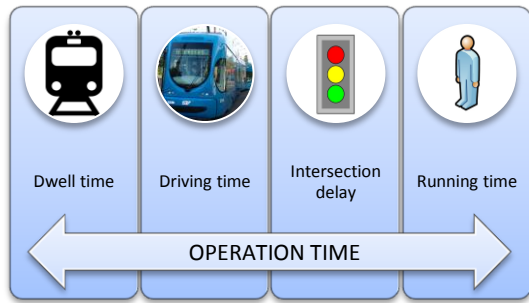 Dwell time
Driving time
Intersection
delay
Running time
OPERATION TIME